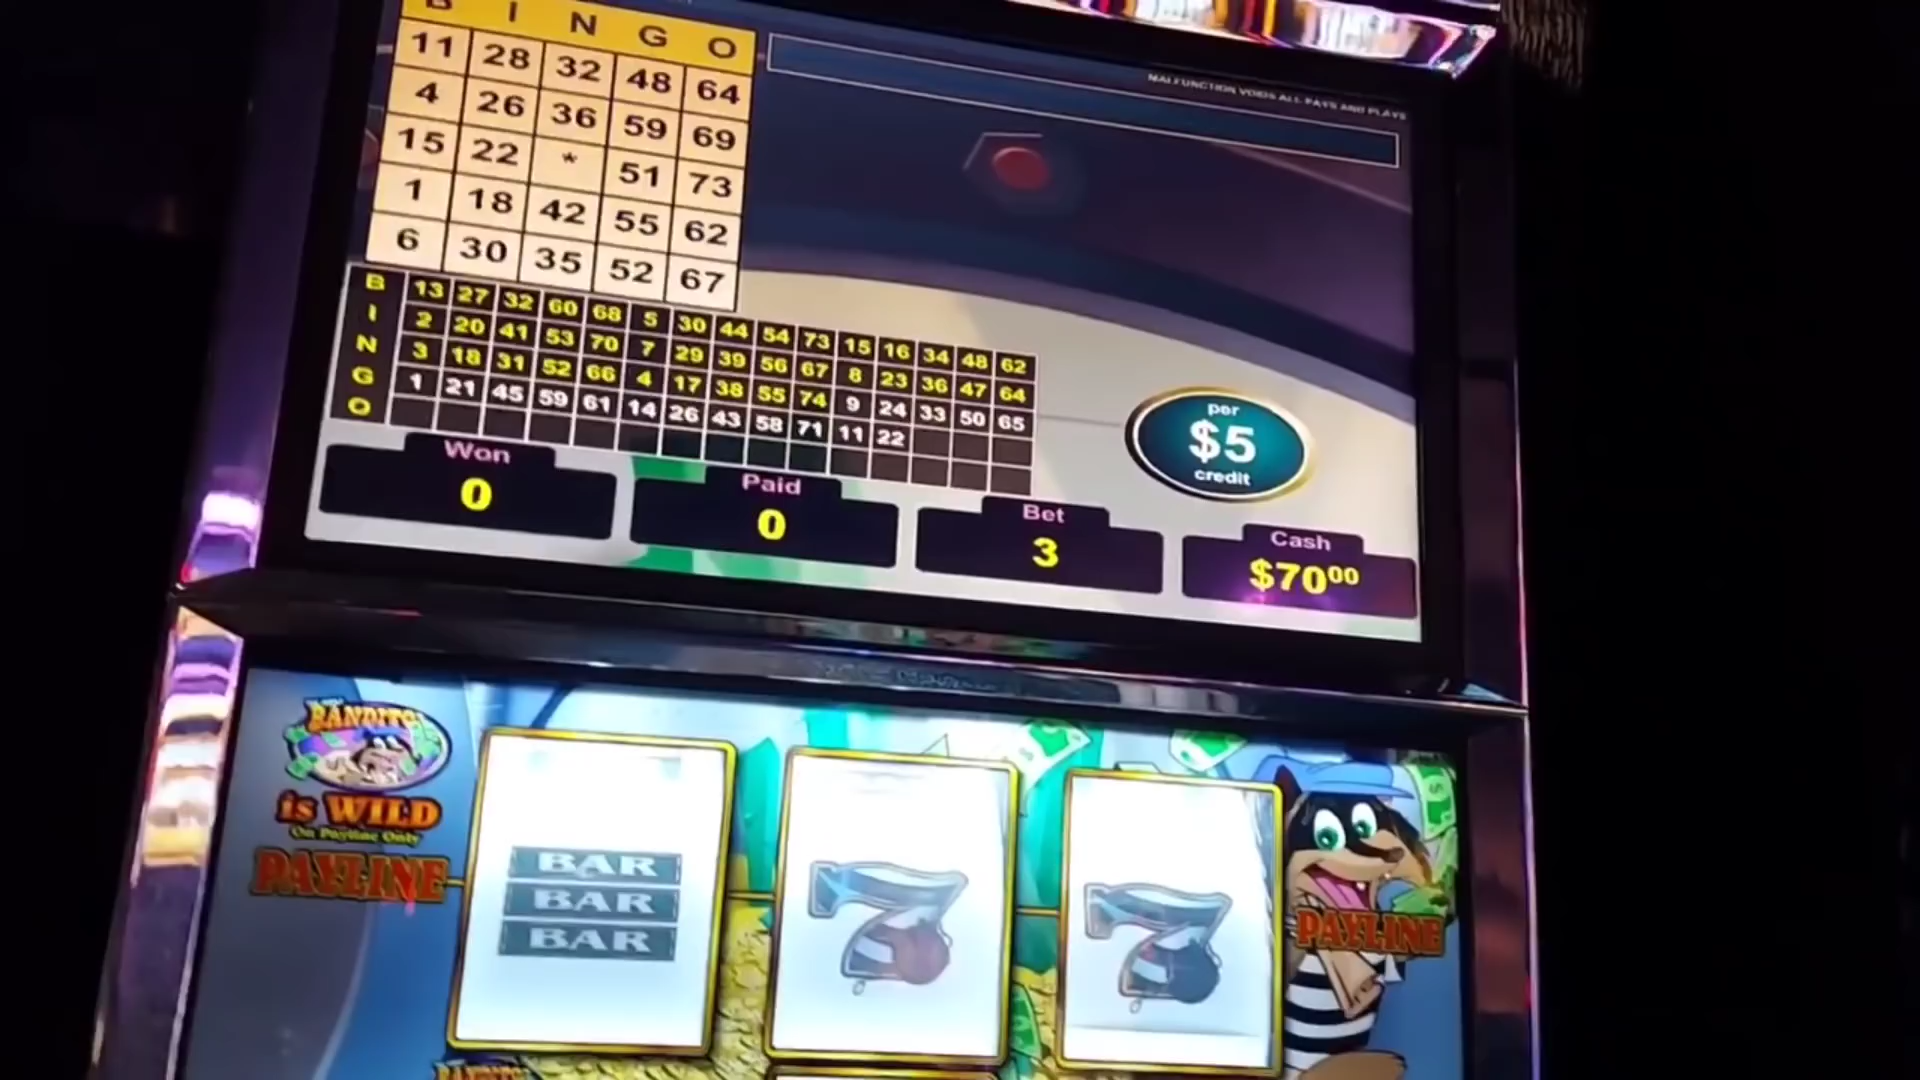 B I N G O
11 28 32 48 64
4 26 36 59 69
15 22 * 51 73
1 18 42 55 62
6 30 35 52 67
MALFUNCTION VOIDS ALL PAYS AND PLAYS
B I N G O
13 27 32 60 68 5 30 44 54 73 15 16 34 48 62
2 20 41 53 70 7 29 39 56 67 8 23 36 47 64
3 18 31 52 66 4 17 38 55 74 9 24 33 50 65
1 21 45 59 61 14 26 43 58 71 11 22
per
$5
credit
Won
0
Paid
0
Bet
3
Cash
$70⁰⁰
BANDITO
is WILD
On Payline Only
PAYLINE
BAR
BAR
BAR
7
7
PAYLINE